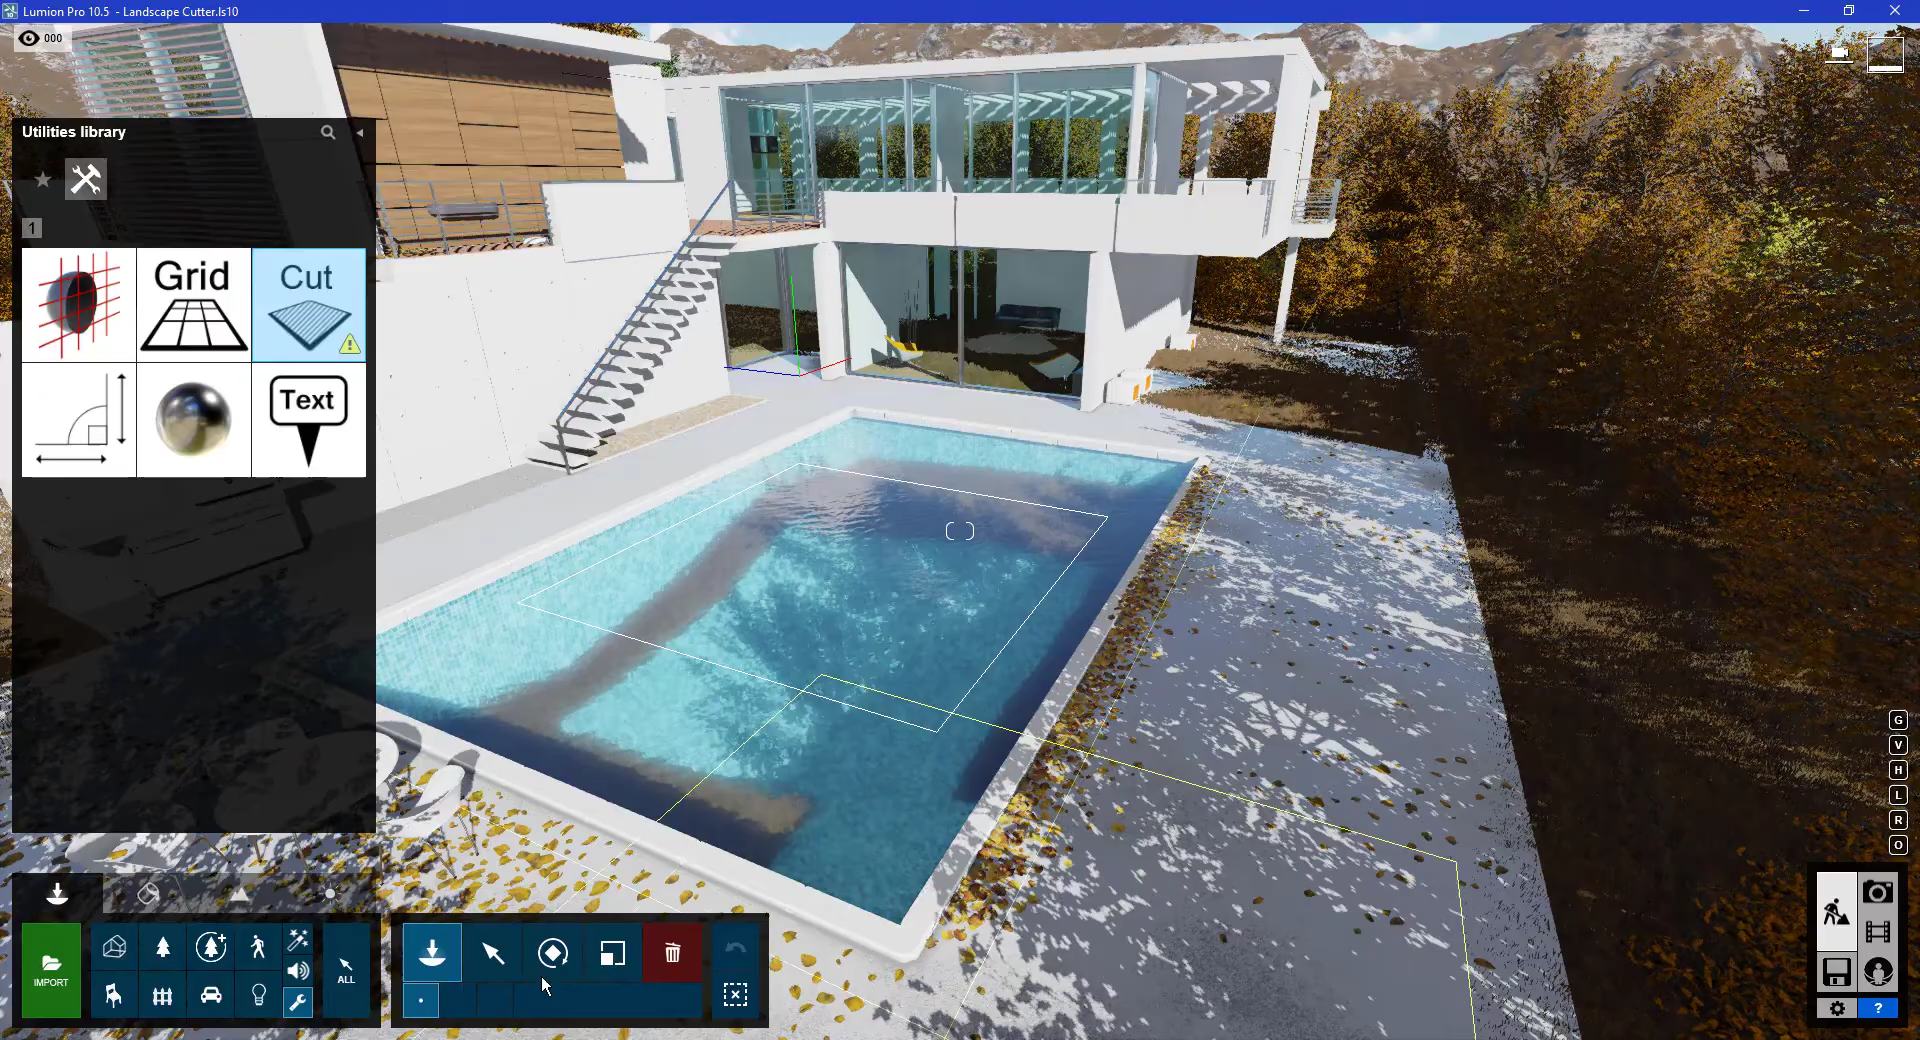 Lumion Pro 10.5 - Landscape Cutter.ls10
000
Utilities library
1
Grid
Cut
Text
G
V
H
L
R
O
IMPORT
ALL
?